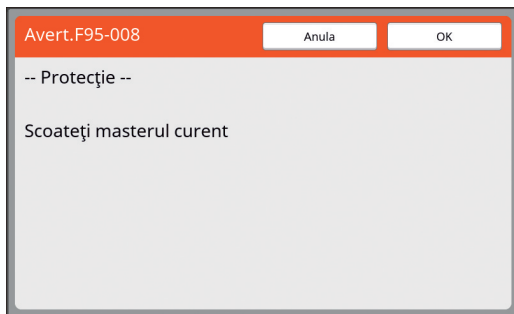 Avert.F95-008
Anula
OK
-- Protecţie --
Scoateţi masterul curent